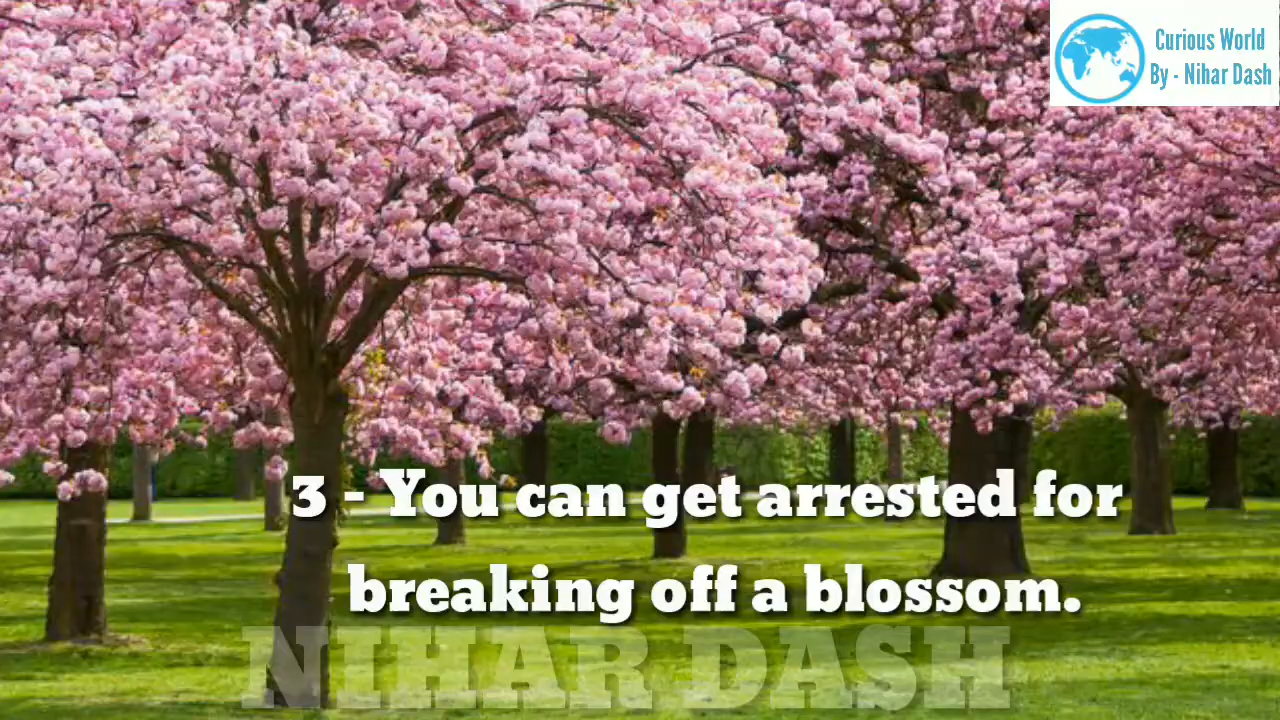 Curious World
By - Nihar Dash
3 - You can get arrested for
breaking off a blossom.
NIHAR DASH